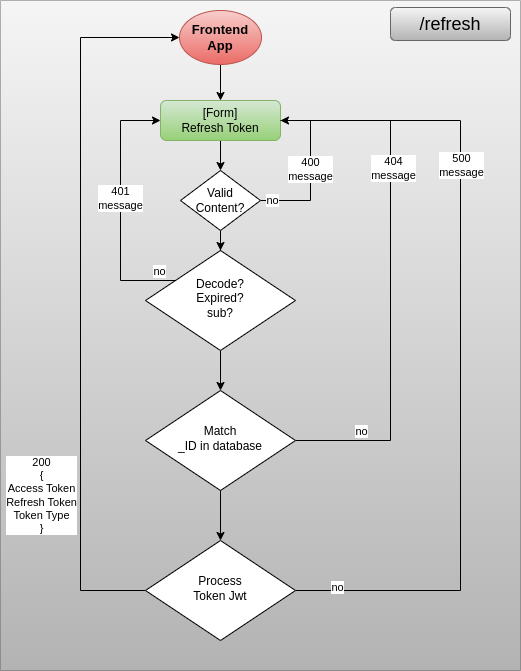 /refresh
Frontend
App
[Form]
Refresh Token
400
message
404
message
500
message
401
message
Valid
Content?
no
no
Decode?
Expired?
sub?
Match
_ID in database
no
200
{
Access Token
Refresh Token
Token Type
}
Process
Token Jwt
no